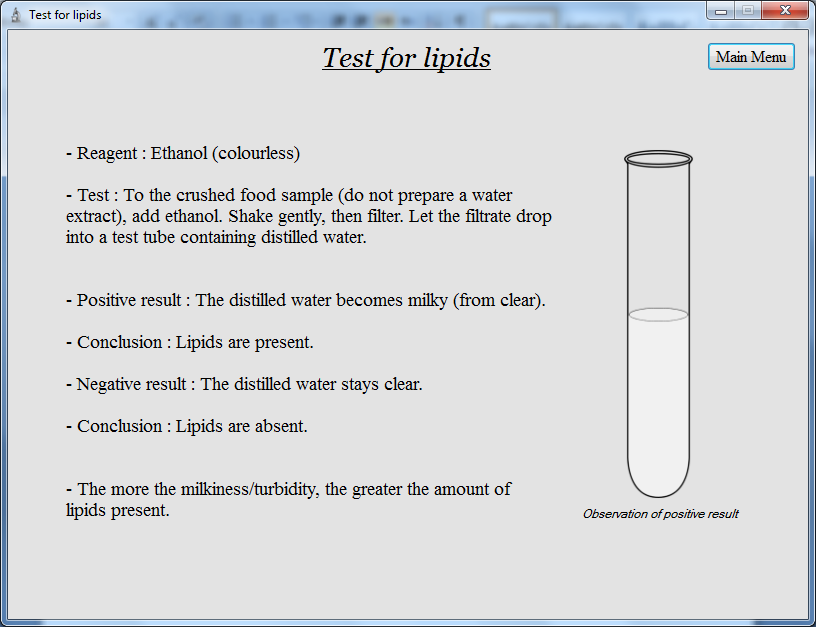 Test for lipids
Test for lipids
Main Menu
- Reagent : Ethanol (colourless)
- Test : To the crushed food sample (do not prepare a water
extract), add ethanol. Shake gently, then filter. Let the filtrate drop
into a test tube containing distilled water.
- Positive result : The distilled water becomes milky (from clear).
- Conclusion : Lipids are present.
- Negative result : The distilled water stays clear.
- Conclusion : Lipids are absent.
- The more the milkiness/turbidity, the greater the amount of
lipids present.
Observation of positive result